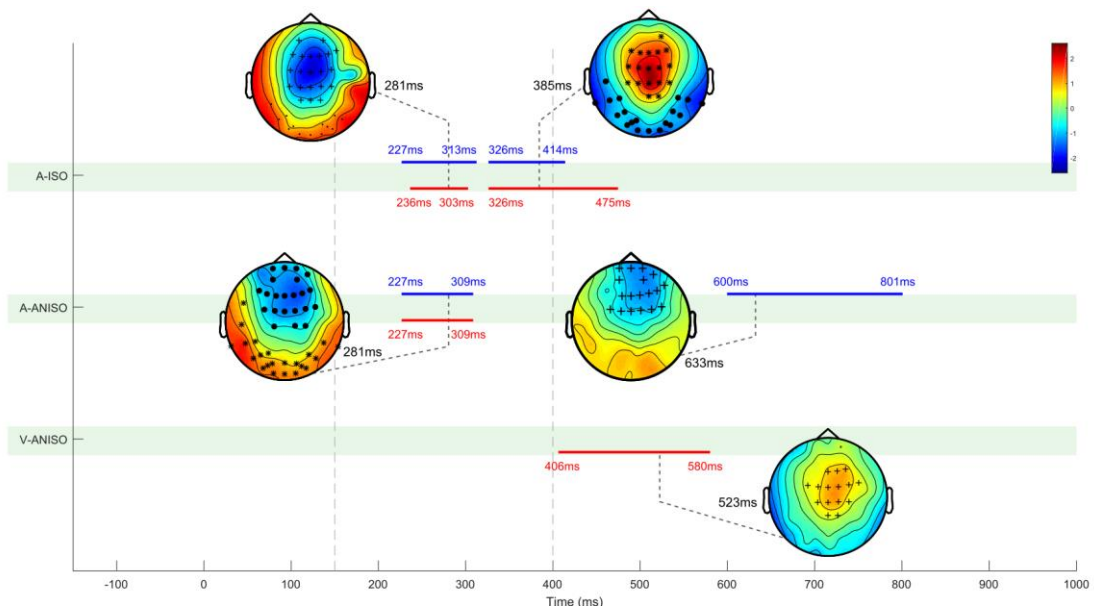 281ms
385ms
2
1
0
-1
-2
227ms 313ms 326ms 414ms
A-ISO
236ms 303ms 326ms 475ms
227ms 309ms 600ms 801ms
A-ANISO
227ms 309ms
281ms
633ms
V-ANISO
406ms 580ms
523ms
-100 0 100 200 300 400 500 600 700 800 900 1000
Time (ms)